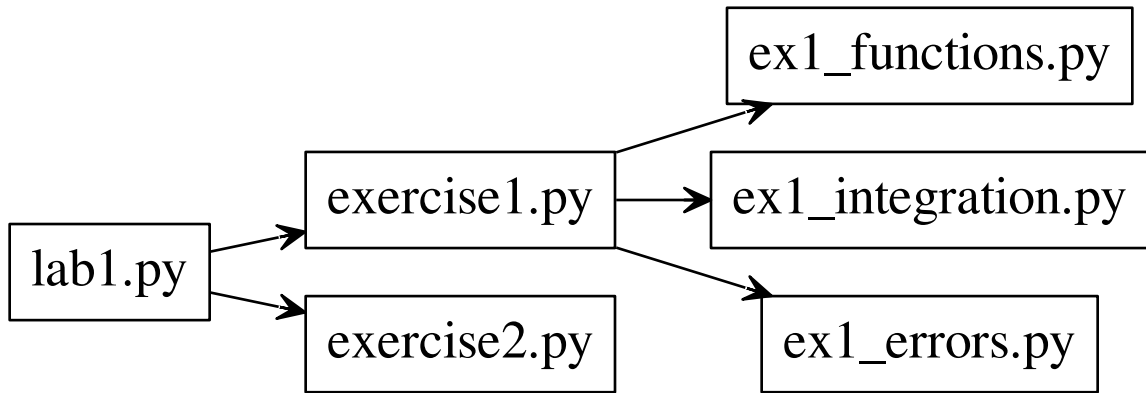 lab1.py
exercise1.py
exercise2.py
ex1_functions.py
ex1_integration.py
ex1_errors.py